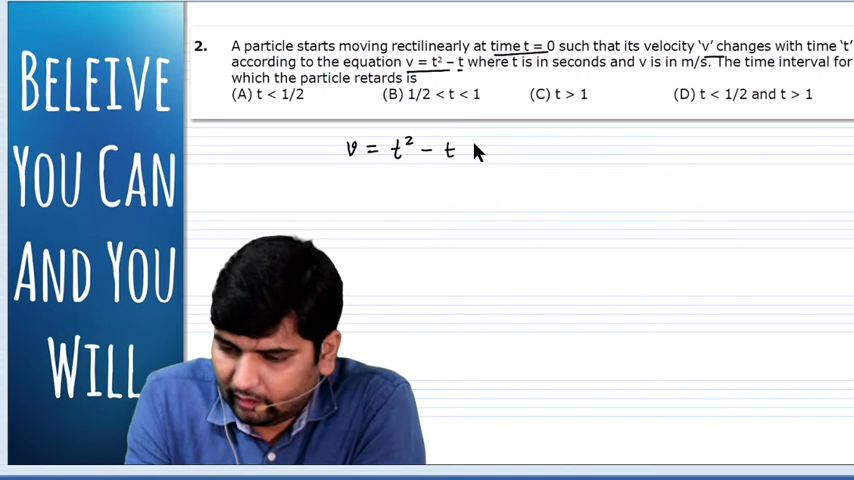 BELEIVE
YOU CAN
AND YOU
WILL
2. A particle starts moving rectilinearly at time t = 0 such that its velocity 'v' changes with time 't'
according to the equation v = t² – t where t is in seconds and v is in m/s. The time interval for
which the particle retards is
(A) t < 1/2 (B) 1/2 < t < 1 (C) t > 1 (D) t < 1/2 and t > 1
v = t² – t